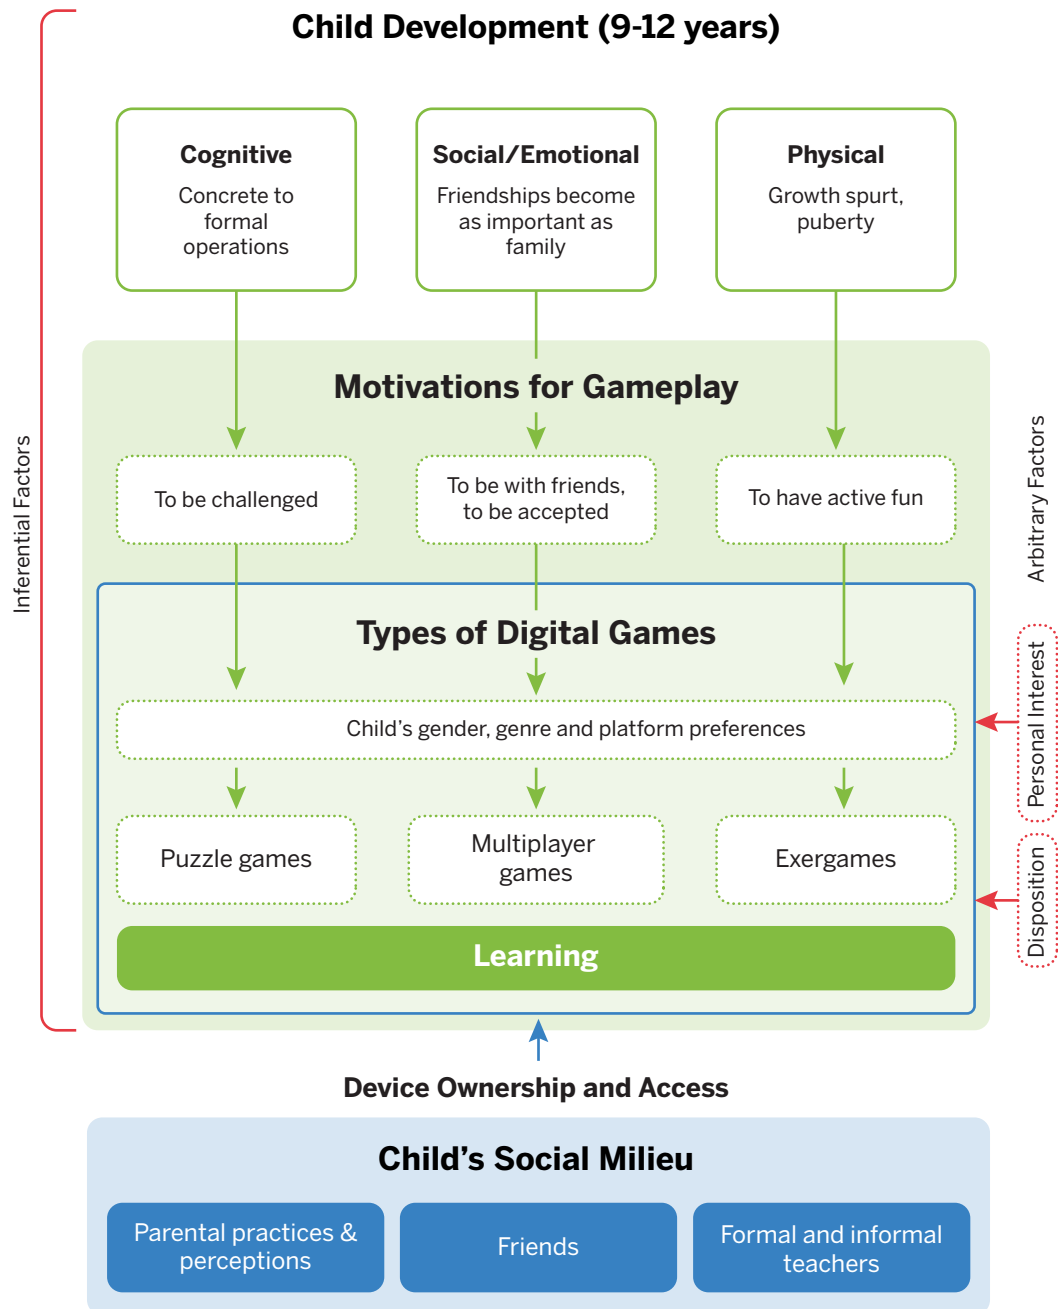 Child Development (9-12 years)
Cognitive
Concrete to
formal
operations
Social/Emotional
Friendships become
as important as
family
Physical
Growth spurt,
puberty
Motivations for Gameplay
To be challenged
To be with friends,
to be accepted
To have active fun
Types of Digital Games
Child’s gender, genre and platform preferences
Puzzle games
Multiplayer
games
Exergames
Learning
Inferential Factors
Arbitrary Factors
Personal Interest
Disposition
Device Ownership and Access
Child’s Social Milieu
Parental practices &
perceptions
Friends
Formal and informal
teachers